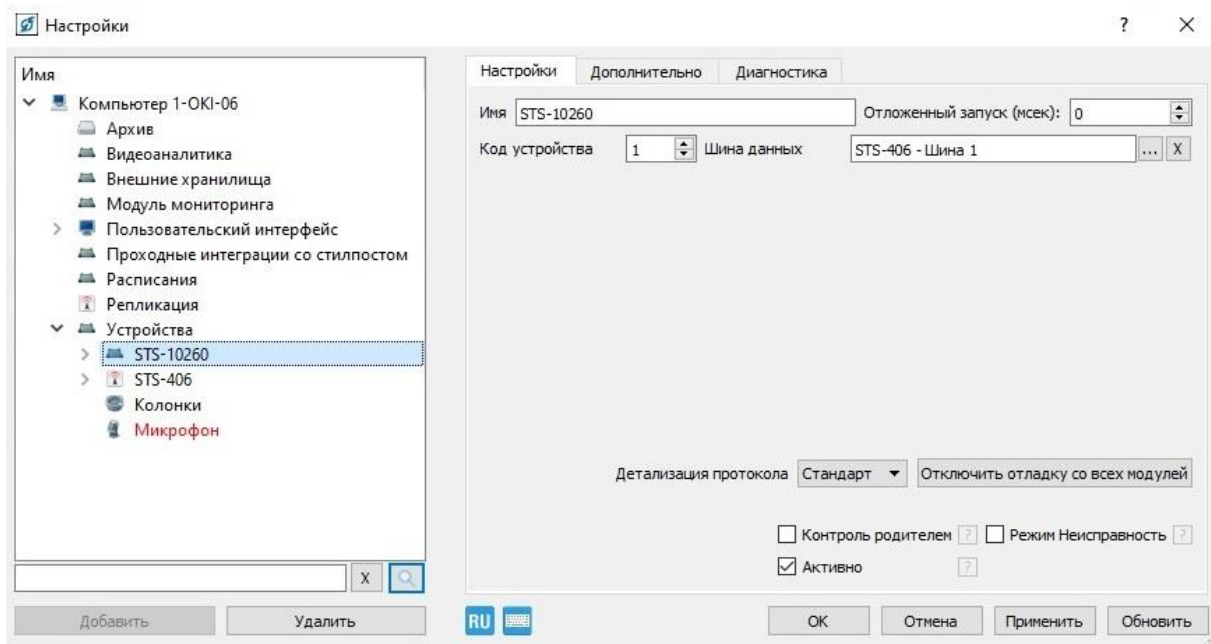 Настройки
?
Имя
Компьютер 1-OKI-06
Архив
Видеоаналитика
Внешние хранилища
Модуль мониторинга
Пользовательский интерфейс
Проходные интеграции со стилпостом
Расписания
Репликация
Устройства
STS-10260
STS-406
Колонки
Микрофон
X
Добавить
Удалить
Настройки
Дополнительно
Диагностика
Имя STS-10260 Отложенный запуск (мсек): 0
Код устройства 1 Шина данных STS-406 - Шина 1 ... X
Детализация протокола Стандарт Отключить отладку со всех модулей
Контроль родителем ? Режим Неисправность ?
Активно ?
RU OK Отмена Применить Обновить